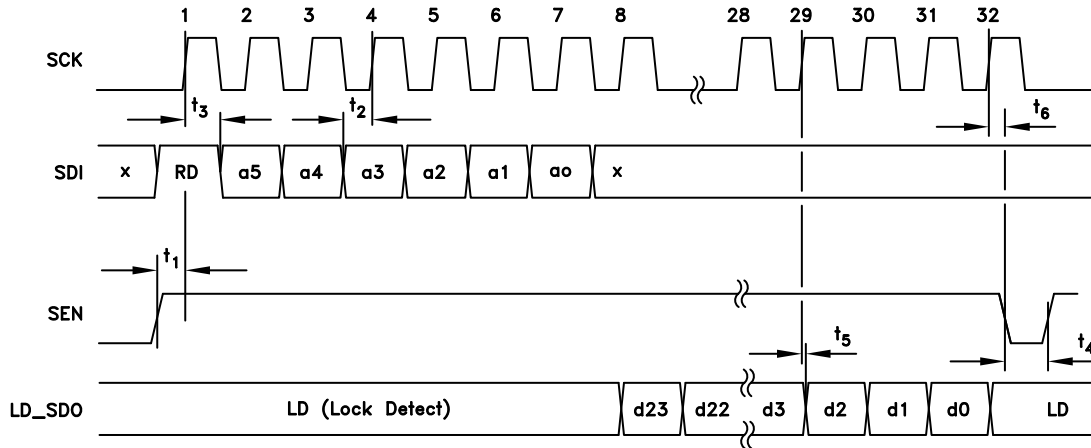 1 2 3 4 5 6 7 8 28 29 30 31 32
SCK
t3 t2 t6
SDI x RD a5 a4 a3 a2 a1 ao x
t1
SEN
t5 t4
LD_SDO LD (Lock Detect) d23 d22 d3 d2 d1 d0 LD